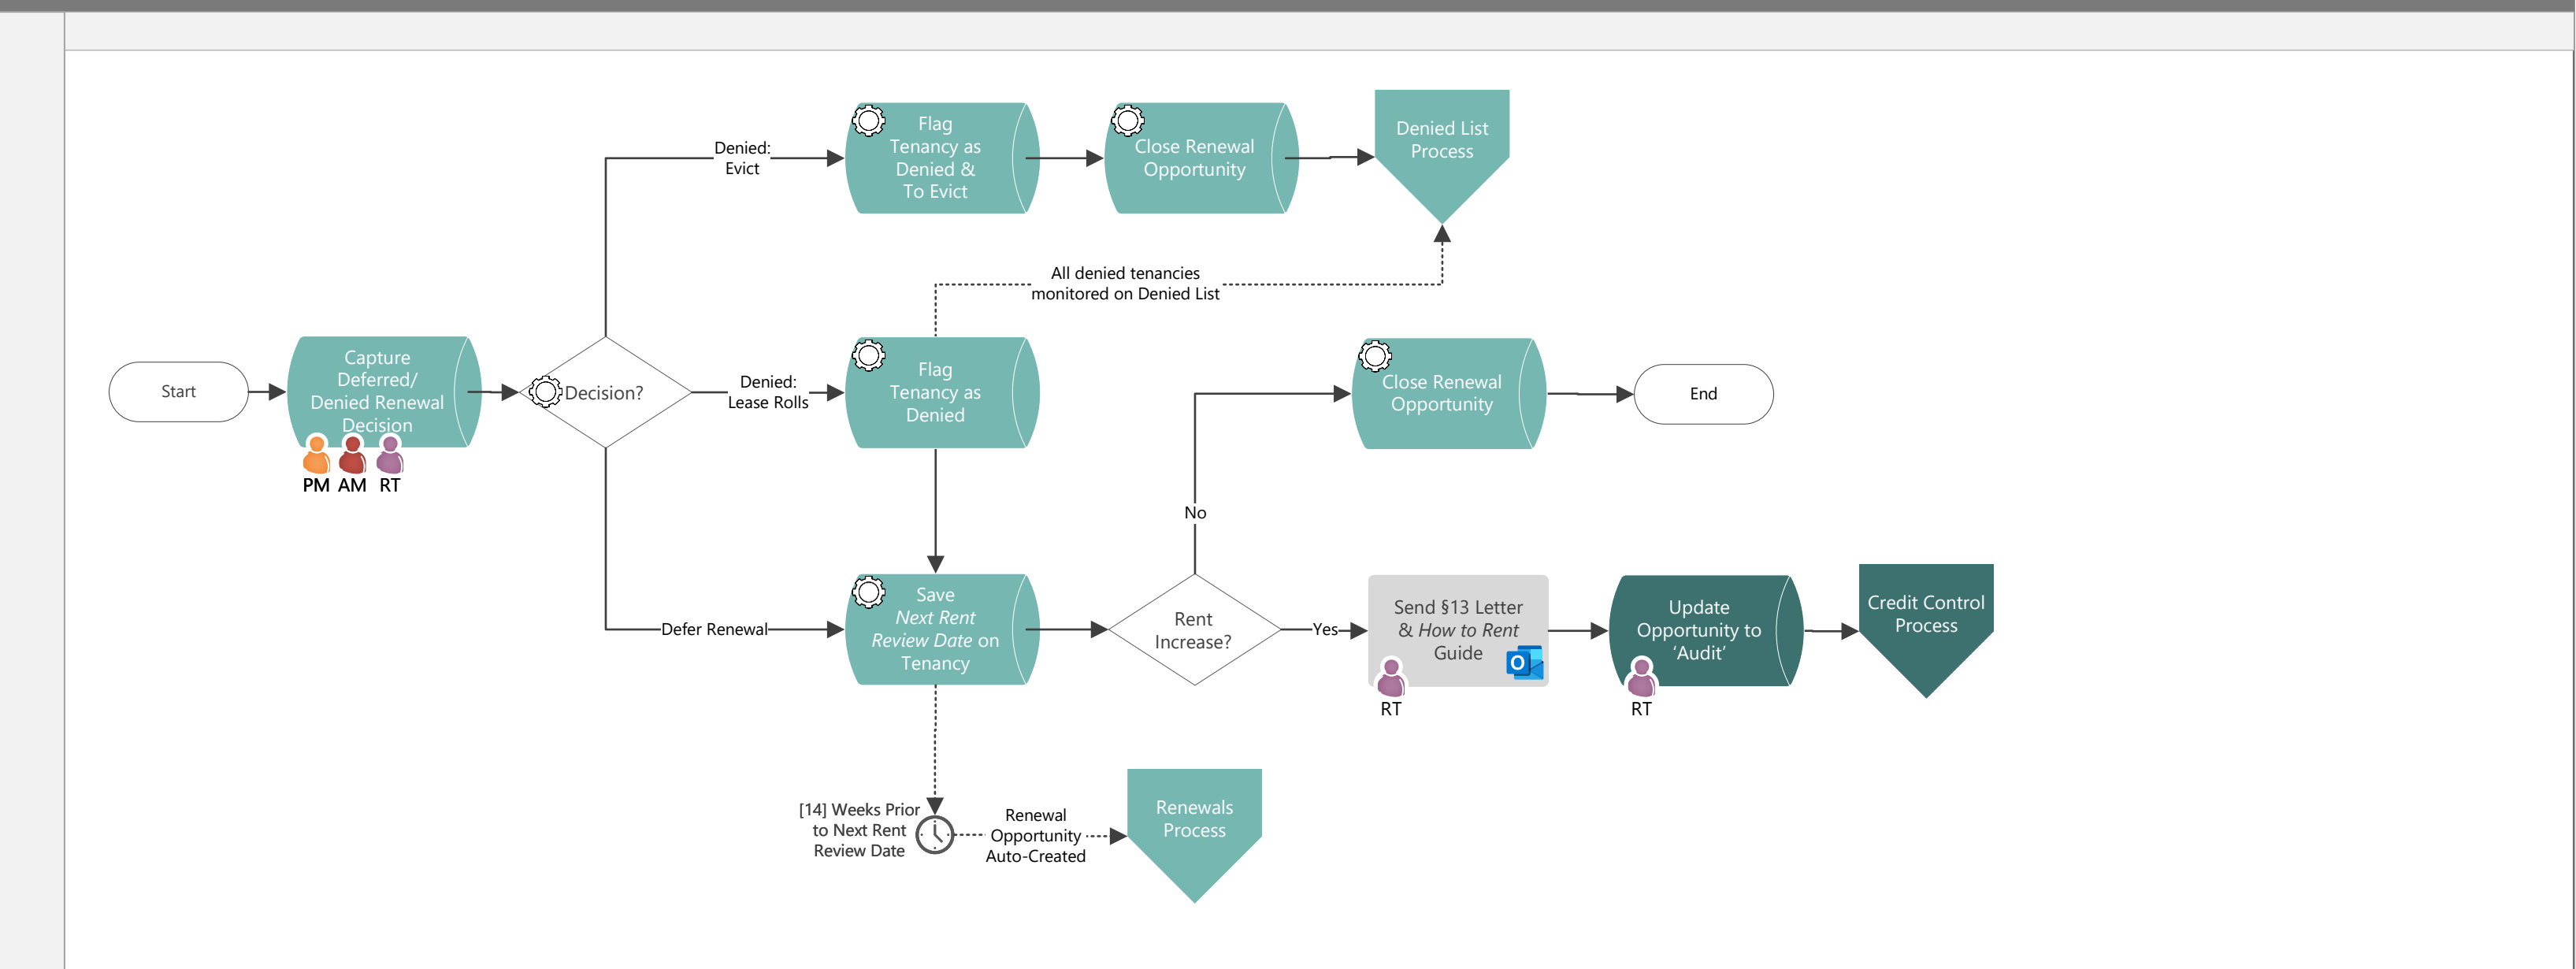 Denied:
Evict
Flag
Tenancy as
Denied &
To Evict
Close Renewal
Opportunity
Denied List
Process
All denied tenancies
monitored on Denied List
Start
Capture
Deferred/
Denied Renewal
Decision
PM AM RT
Decision?
Denied:
Lease Rolls
Flag
Tenancy as
Denied
Close Renewal
Opportunity
End
No
Defer Renewal
Save
Next Rent
Review Date on
Tenancy
Rent
Increase?
Yes
Send §13 Letter
& How to Rent
Guide
O
RT
Update
Opportunity to
‘Audit’
RT
Credit Control
Process
[14] Weeks Prior
to Next Rent
Review Date
Renewal
Opportunity
Auto-Created
Renewals
Process